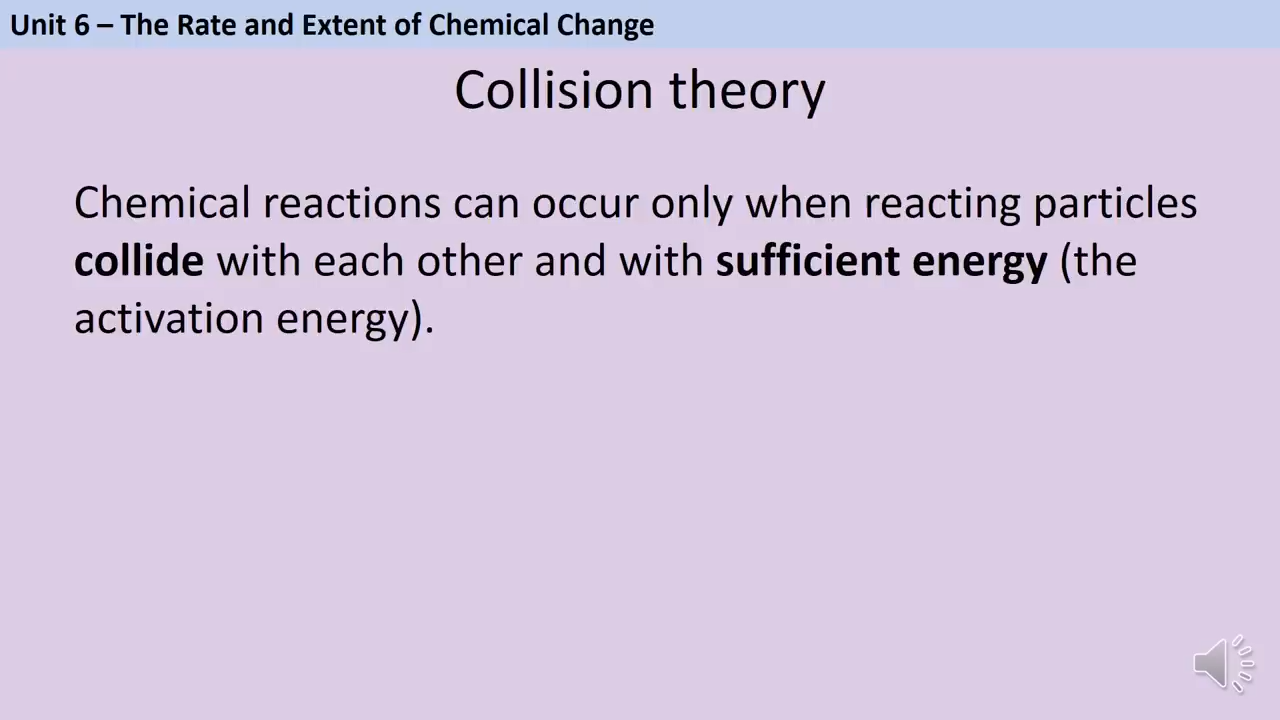 Unit 6 – The Rate and Extent of Chemical Change
Collision theory
Chemical reactions can occur only when reacting particles
collide with each other and with sufficient energy (the
activation energy).